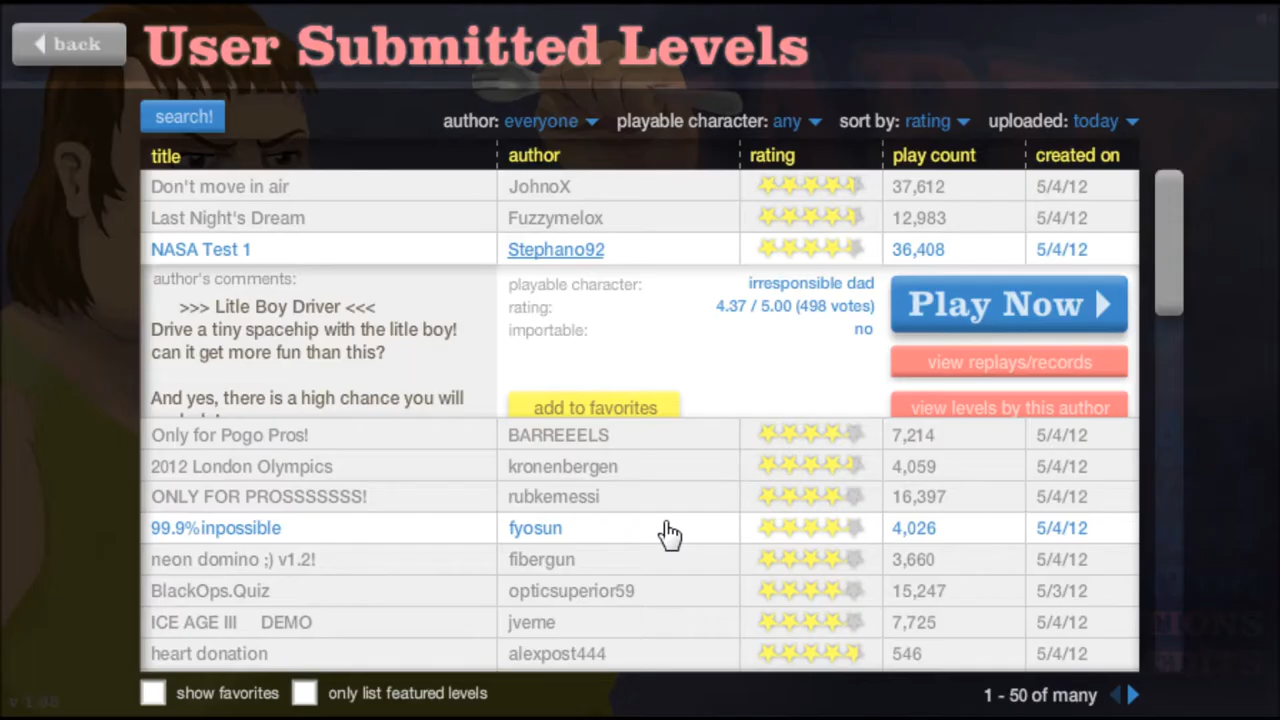 back
User Submitted Levels
search!
author: everyone playable character: any sort by: rating uploaded: today
title author rating play count created on
Don't move in air JohnoX 37,612 5/4/12
Last Night's Dream Fuzzymelox 12,983 5/4/12
NASA Test 1 Stephano92 36,408 5/4/12
author's comments:
>>> Litle Boy Driver <<<
Drive a tiny spacehip with the litle boy!
can it get more fun than this?
And yes, there is a high chance you will
playable character: irresponsible dad
rating: 4.37 / 5.00 (498 votes)
importable: no
add to favorites
Play Now
view replays/records
view levels by this author
Only for Pogo Pros! BARREEELS 7,214 5/4/12
2012 London Olympics kronenbergen 4,059 5/4/12
ONLY FOR PROSSSSSSS! rubkemessi 16,397 5/4/12
99.9%inpossible fyosun 4,026 5/4/12
neon domino ;) v1.2! fibergun 3,660 5/4/12
BlackOps.Quiz opticsuperior59 15,247 5/3/12
ICE AGE III DEMO jverne 7,725 5/4/12
heart donation alexpost444 546 5/4/12
show favorites only list featured levels 1 - 50 of many